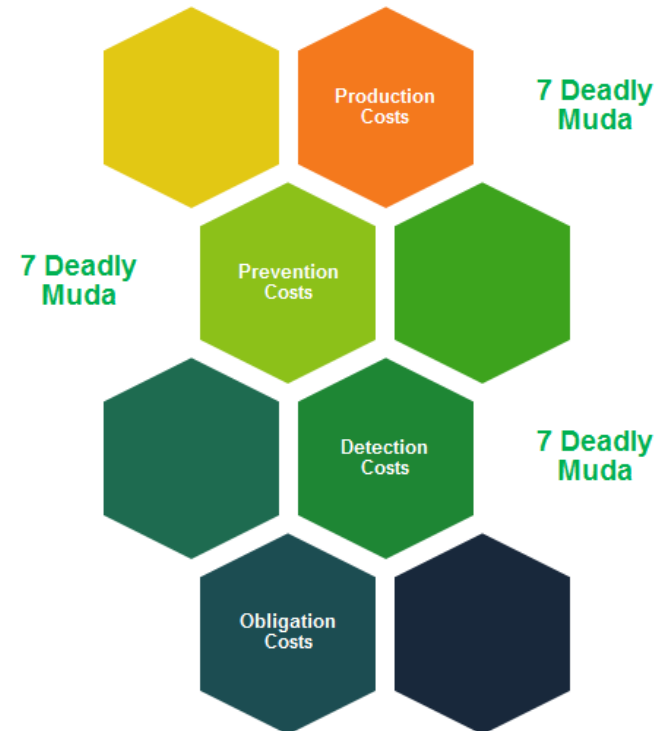 Production
Costs
7 Deadly
Muda
7 Deadly
Muda
Prevention
Costs
Detection
Costs
7 Deadly
Muda
Obligation
Costs